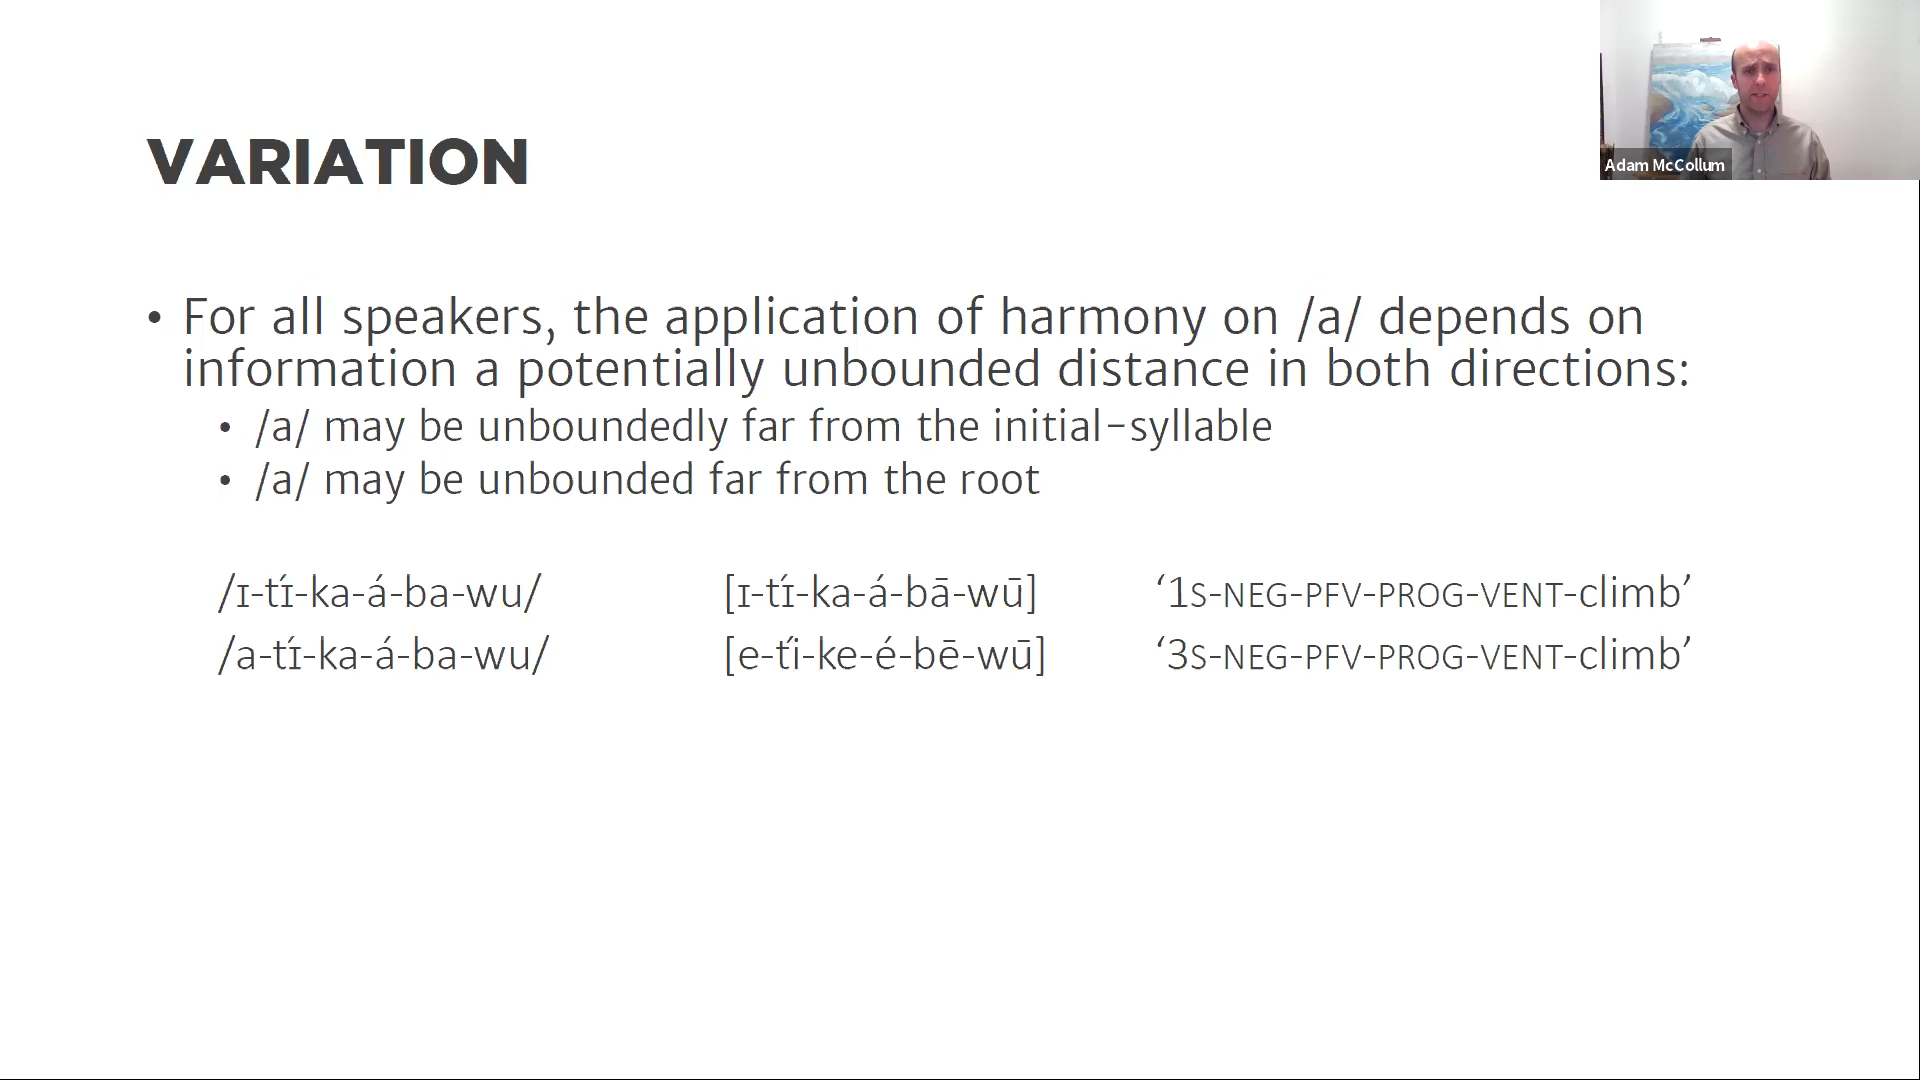 VARIATION
Adam McCollum
• For all speakers, the application of harmony on /a/ depends on
information a potentially unbounded distance in both directions:
• /a/ may be unboundedly far from the initial-syllable
• /a/ may be unbounded far from the root
/ɪ-tɪ́-ka-á-ba-wu/ [ɪ-tɪ́-ka-á-bā-wū] ‘1S-NEG-PFV-PROG-VENT-climb’
/a-tɪ́-ka-á-ba-wu/ [e-tí-ke-é-bē-wū] ‘3S-NEG-PFV-PROG-VENT-climb’